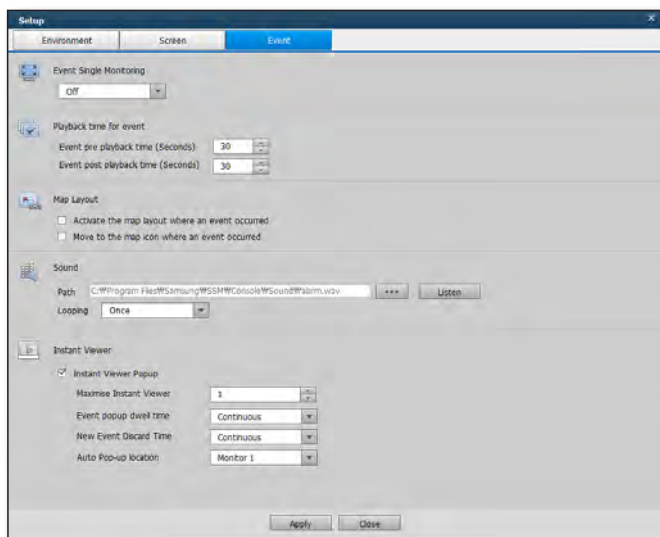 Setup
x
Environment Screen Event
Event Single Monitoring
Off
Playback time for event
Event pre playback time (Seconds) 30
Event post playback time (Seconds) 30
Map Layout
Activate the map layout where an event occurred
Move to the map icon where an event occurred
Sound
Path C:₩Program Files₩Samsung₩SSM₩Console₩Sound₩alarm.wav ••• Listen
Looping Once
Instant Viewer
Instant Viewer Popup
Maximise Instant Viewer 1
Event popup dwell time Continuous
New Event Discard Time Continuous
Auto Pop-up location Monitor 1
Apply Close